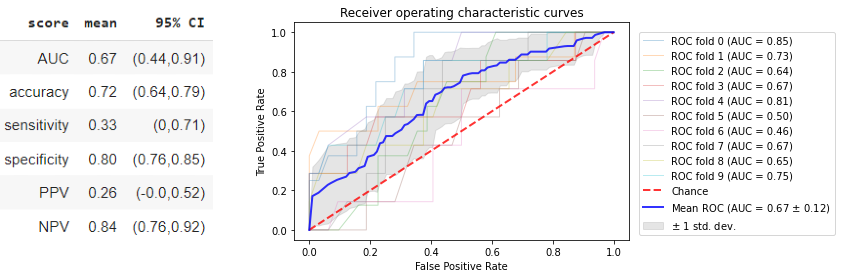 score mean 95% CI
AUC 0.67 (0.44,0.91)
accuracy 0.72 (0.64,0.79)
sensitivity 0.33 (0,0.71)
specificity 0.80 (0.76,0.85)
PPV 0.26 (-0.0,0.52)
NPV 0.84 (0.76,0.92)
Receiver operating characteristic curves
True Positive Rate
1.0
0.8
0.6
0.4
0.2
0.0
0.0 0.2 0.4 0.6 0.8 1.0
False Positive Rate
ROC fold 0 (AUC = 0.85)
ROC fold 1 (AUC = 0.73)
ROC fold 2 (AUC = 0.64)
ROC fold 3 (AUC = 0.67)
ROC fold 4 (AUC = 0.81)
ROC fold 5 (AUC = 0.50)
ROC fold 6 (AUC = 0.46)
ROC fold 7 (AUC = 0.67)
ROC fold 8 (AUC = 0.65)
ROC fold 9 (AUC = 0.75)
Chance
Mean ROC (AUC = 0.67 ± 0.12)
± 1 std. dev.